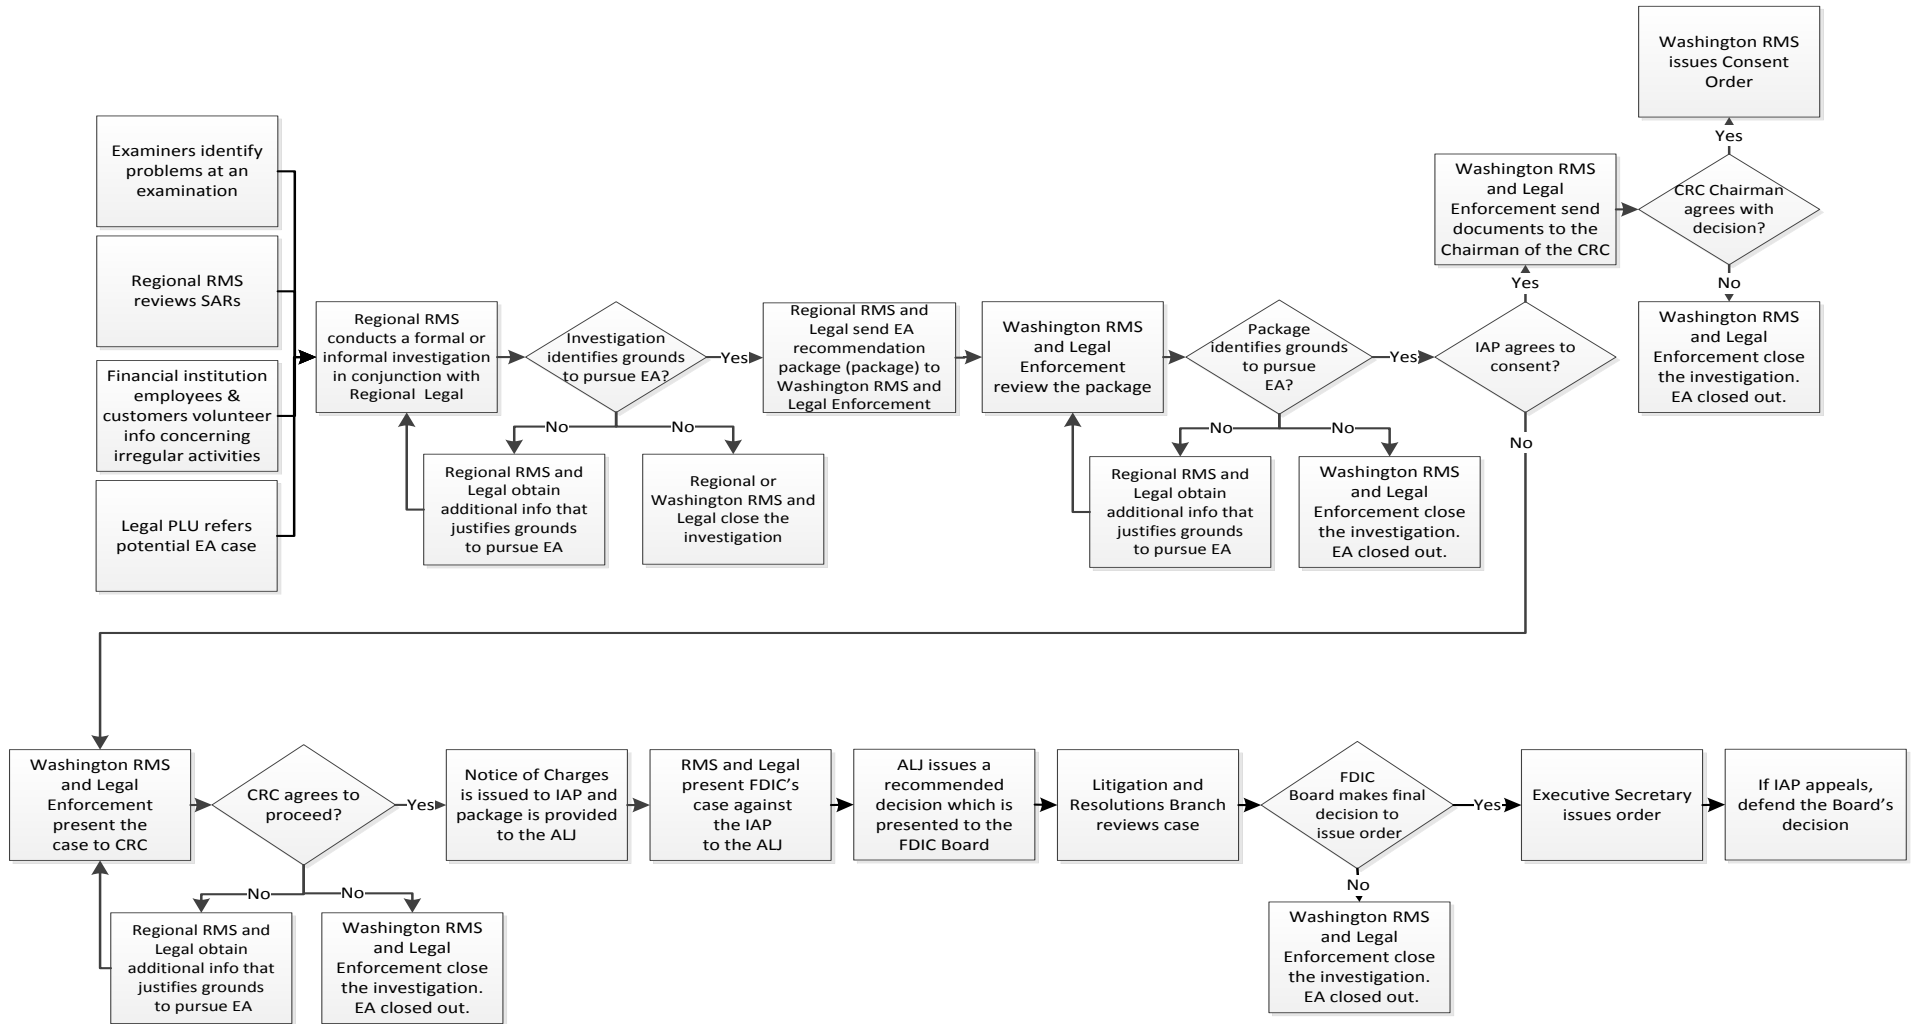 Washington RMS
issues Consent
Order
Yes
Examiners identify
problems at an
examination
Regional RMS
reviews SARs
Financial institution
employees &
customers volunteer
info concerning
irregular activities
Legal PLU refers
potential EA case
Regional RMS
conducts a formal or
informal investigation
in conjunction with
Regional Legal
Investigation
identifies grounds
to pursue EA?
Yes
No
No
Regional RMS and
Legal obtain
additional info that
justifies grounds
to pursue EA
Regional or
Washington RMS and
Legal close the
investigation
Regional RMS and
Legal send EA
recommendation
package (package) to
Washington RMS and
Legal Enforcement
Washington RMS
and Legal
Enforcement
review the package
Package
identifies grounds
to pursue
EA?
Yes
No
No
Regional RMS and
Legal obtain
additional info that
justifies grounds
to pursue EA
Washington RMS
and Legal
Enforcement close
the investigation.
EA closed out.
IAP agrees to
consent?
Yes
No
Washington RMS
and Legal
Enforcement send
documents to the
Chairman of the CRC
CRC Chairman
agrees with
decision?
No
Washington RMS
and Legal
Enforcement close
the investigation.
EA closed out.
Washington RMS
and Legal
Enforcement
present the
case to CRC
CRC agrees to
proceed?
Yes
No
No
Regional RMS and
Legal obtain
additional info that
justifies grounds
to pursue EA
Washington RMS
and Legal
Enforcement close
the investigation.
EA closed out.
Notice of Charges
is issued to IAP and
package is provided
to the ALJ
RMS and Legal
present FDIC’s
case against
the IAP
to the ALJ
ALJ issues a
recommended
decision which is
presented to the
FDIC Board
Litigation and
Resolutions Branch
reviews case
FDIC
Board makes final
decision to
issue order
Yes
No
Washington RMS
and Legal
Enforcement close
the investigation.
EA closed out.
Executive Secretary
issues order
If IAP appeals,
defend the Board’s
decision